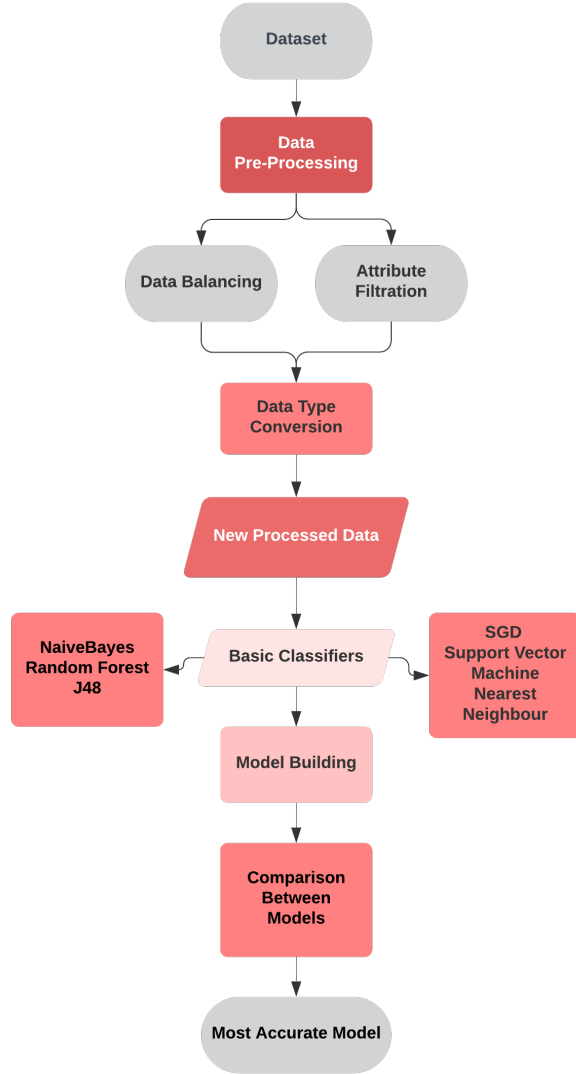 Dataset
Data
Pre-Processing
Data Balancing
Attribute
Filtration
Data Type
Conversion
New Processed Data
NaiveBayes
Random Forest
J48
Basic Classifiers
SGD
Support Vector
Machine
Nearest
Neighbour
Model Building
Comparison
Between
Models
Most Accurate Model